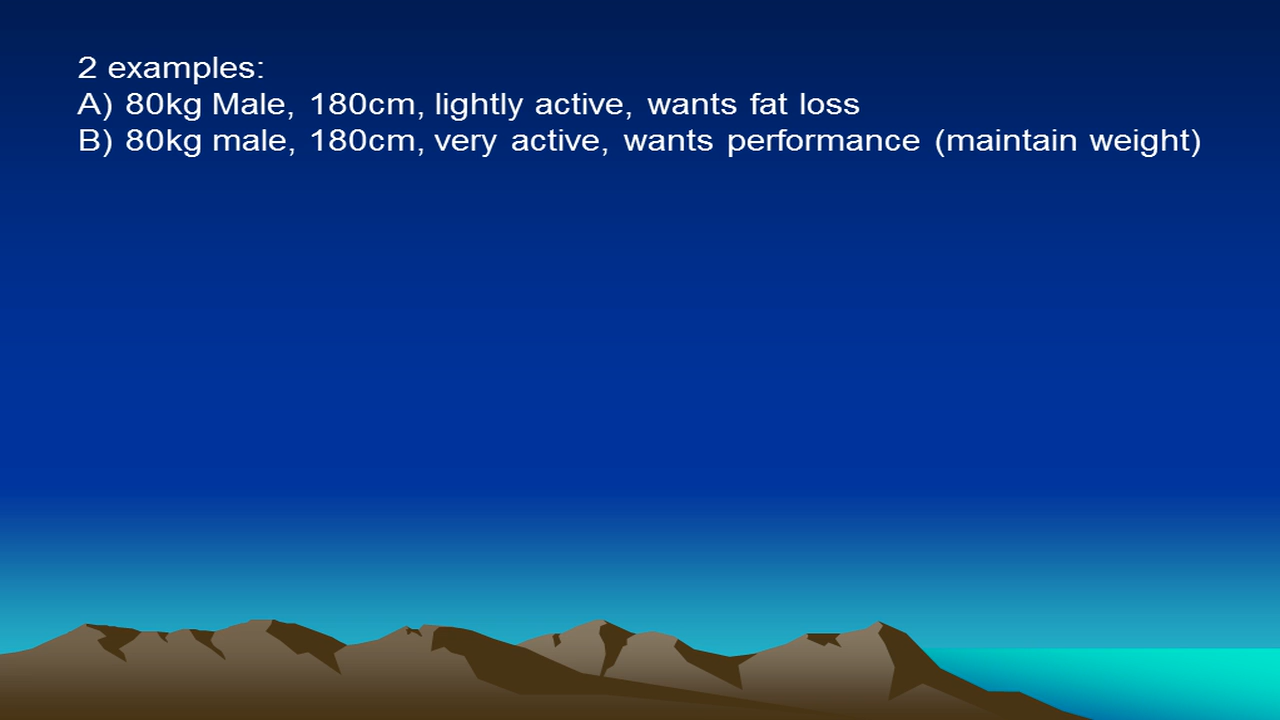 2 examples:
A) 80kg Male, 180cm, lightly active, wants fat loss
B) 80kg male, 180cm, very active, wants performance (maintain weight)